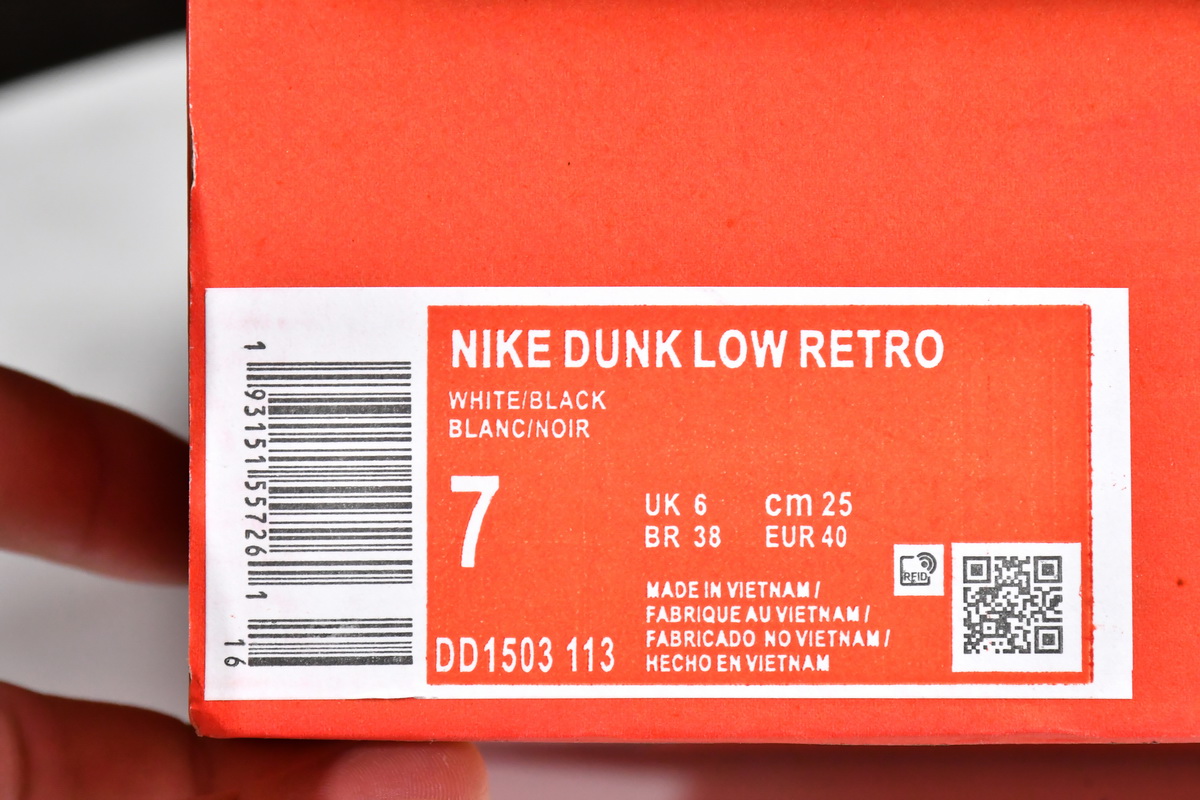 NIKE DUNK LOW RETRO
WHITE/BLACK
BLANC/NOIR
7
UK 6 cm 25
BR 38 EUR 40
MADE IN VIETNAM /
FABRIQUE AU VIETNAM /
FABRICADO NO VIETNAM /
HECHO EN VIETNAM
DD1503 113
RFID
1 93151 55726 1
16